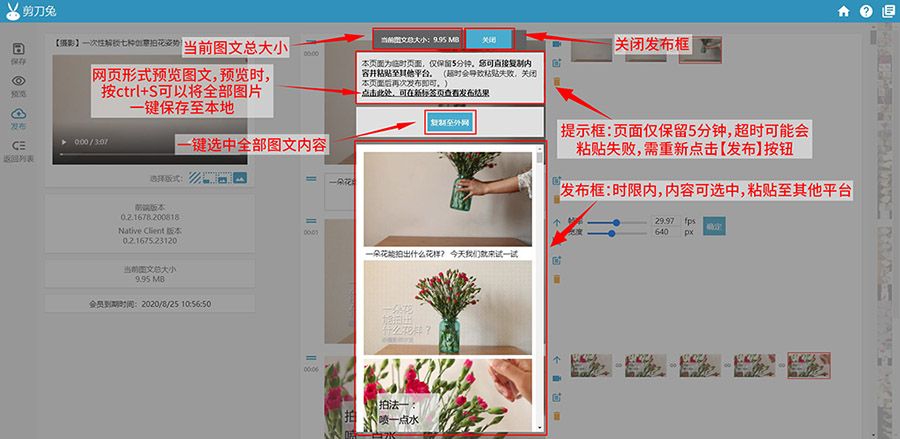 剪刀兔
保存
预览
发布
返回列表
【摄影】一次性解锁七种创意拍花姿势
0:00 / 3:07
选择版式:
前端版本
0.2.1678.200818
Native Client 版本
0.1675.23120
当前图文总大小
9.95 MB
会员到期时间: 2020/8/25 10:56:50
当前图文总大小
网页形式预览图文,预览时,
按ctrl+S可以将全部图片
一键保存至本地
一键选中全部图文内容
00:00
一朵花能
00:01
00:06
当前图文总大小: 9.95 MB
关闭
本页面为临时页面,仅保留5分钟。您可直接复制内
容并粘贴至其他平台。(超时会导致粘贴失败,关闭
本页面后再次发布即可。)
点击此处,可在新标签页查看发布结果
复制至外网
一朵花能拍出什么花样? 今天我们就来试一试
一朵花
能拍出
什么花样?
拍法一:
喷一点水
关闭发布框
提示框:页面仅保留5分钟,超时可能会
粘贴失败,需重新点击【发布】按钮
发布框:时限内,内容可选中,粘贴至其他平台
29.97 fps
宽度 640 px
确定